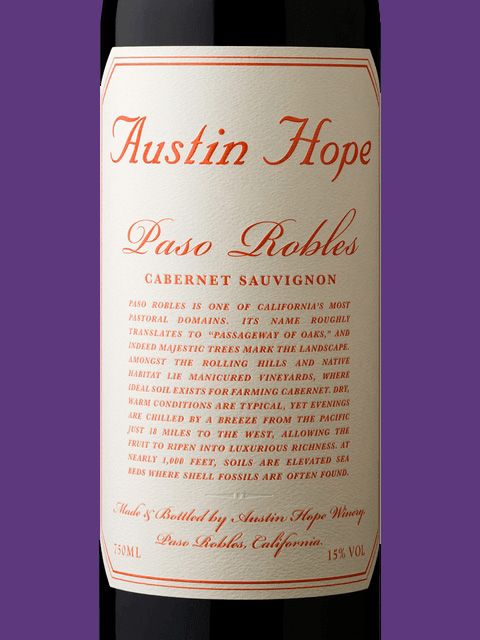 Austin Hope
Paso Robles
CABERNET SAUVIGNON
PASO ROBLES IS ONE OF CALIFORNIA'S MOST
PASTORAL DOMAINS. ITS NAME ROUGHLY
TRANSLATES TO "PASSAGEWAY OF OAKS," AND
INDEED MAJESTIC TREES MARK THE LANDSCAPE.
AMONGST THE ROLLING HILLS AND NATIVE
HABITAT LIE MANICURED VINEYARDS, WHERE
IDEAL SOIL EXISTS FOR FARMING CABERNET. DRY,
WARM CONDITIONS ARE TYPICAL, YET EVENINGS
ARE CHILLED BY A BREEZE FROM THE PACIFIC
JUST 18 MILES TO THE WEST, ALLOWING THE
FRUIT TO RIPEN INTO LUXURIOUS RICHNESS. AT
NEARLY 1,000 FEET, SOILS ARE ELEVATED SEA
BEDS WHERE SHELL FOSSILS ARE OFTEN FOUND.
Made & Bottled by Austin Hope Winery,
Paso Robles, California.
750ML 15% VOL